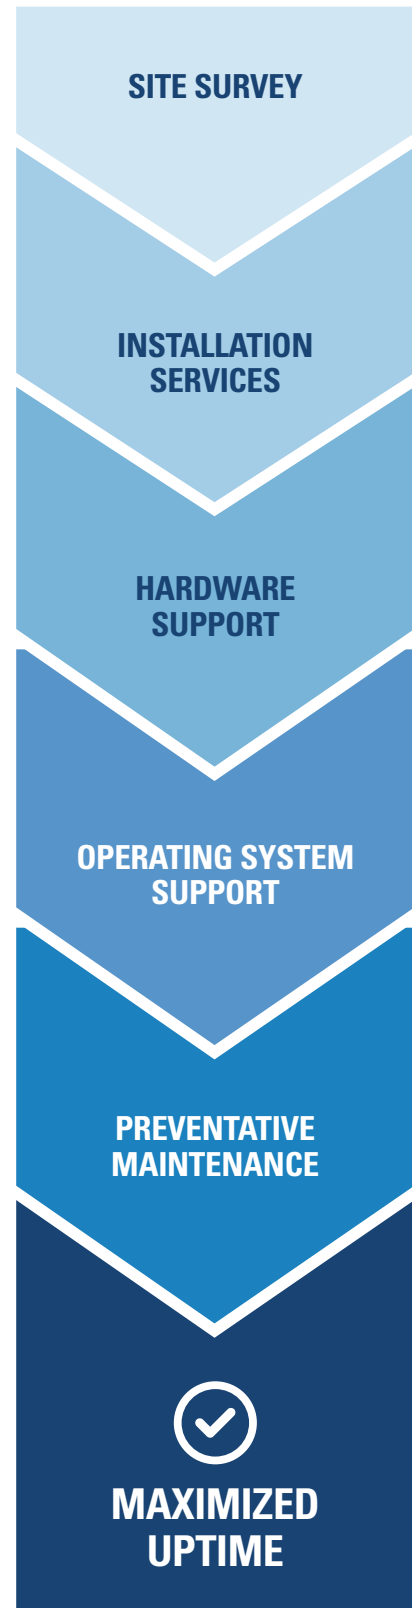 SITE SURVEY
INSTALLATION
SERVICES
HARDWARE
SUPPORT
OPERATING SYSTEM
SUPPORT
PREVENTATIVE
MAINTENANCE
MAXIMIZED
UPTIME